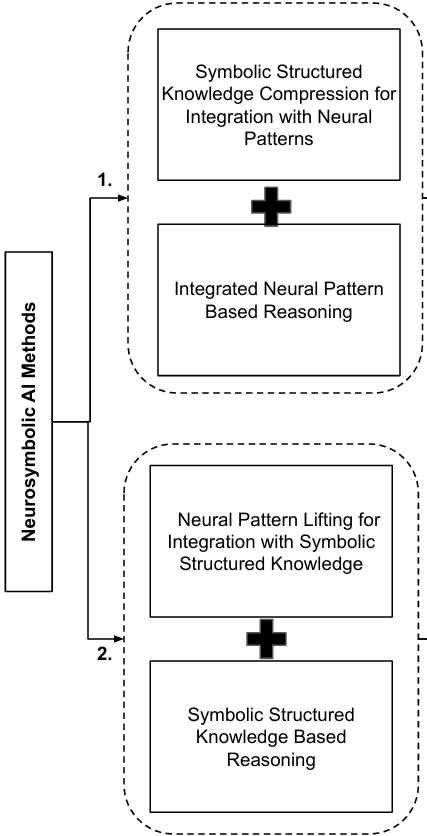 Neurosymbolic AI Methods
1.
Symbolic Structured
Knowledge Compression for
Integration with Neural
Patterns
Integrated Neural Pattern
Based Reasoning
2.
Neural Pattern Lifting for
Integration with Symbolic
Structured Knowledge
Symbolic Structured
Knowledge Based
Reasoning